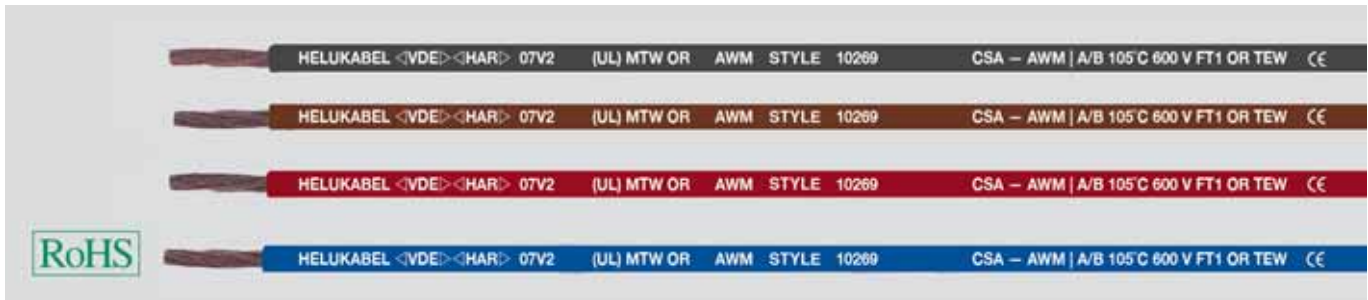 HELUKABEL ◁VDE▷ ◁HAR▷ 07V2 (UL) MTW OR AWM STYLE 10269 CSA – AWM | A/B 105°C 600 V FT1 OR TEW CE
HELUKABEL ◁VDE▷ ◁HAR▷ 07V2 (UL) MTW OR AWM STYLE 10269 CSA – AWM | A/B 105°C 600 V FT1 OR TEW CE
HELUKABEL ◁VDE▷ ◁HAR▷ 07V2 (UL) MTW OR AWM STYLE 10269 CSA – AWM | A/B 105°C 600 V FT1 OR TEW CE
RoHS
HELUKABEL ◁VDE▷ ◁HAR▷ 07V2 (UL) MTW OR AWM STYLE 10269 CSA – AWM | A/B 105°C 600 V FT1 OR TEW CE